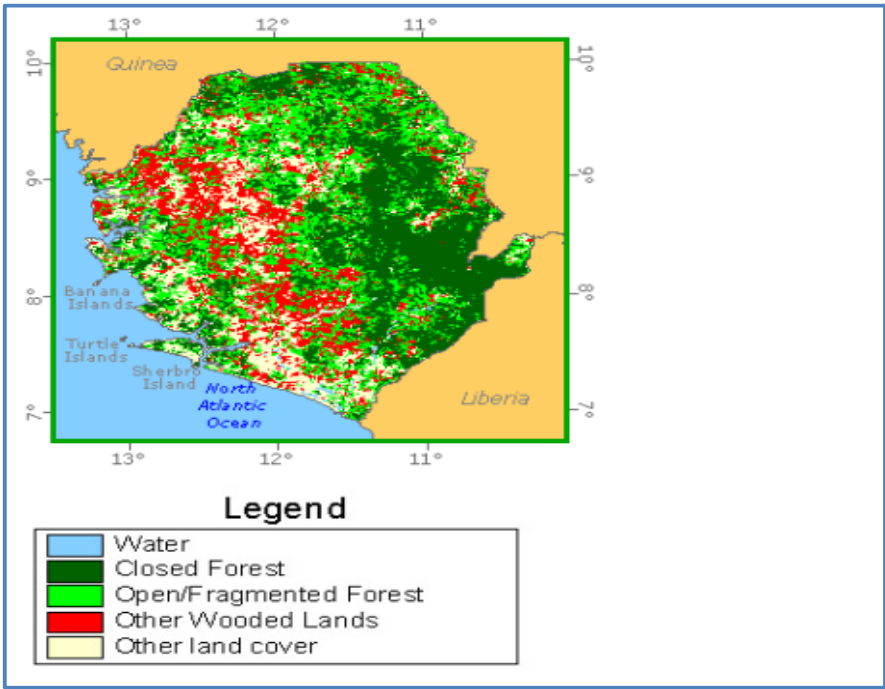 13° 12° 11°
10°
10°
Guinea
9°
9°
8°
8°
Banana
Islands
Turtle
Islands
Sherbro
Island
North
Atlantic
Ocean
Liberia
7°
7°
13° 12° 11°
Legend
Water
Closed Forest
Open/Fragmented Forest
Other Wooded Lands
Other land cover